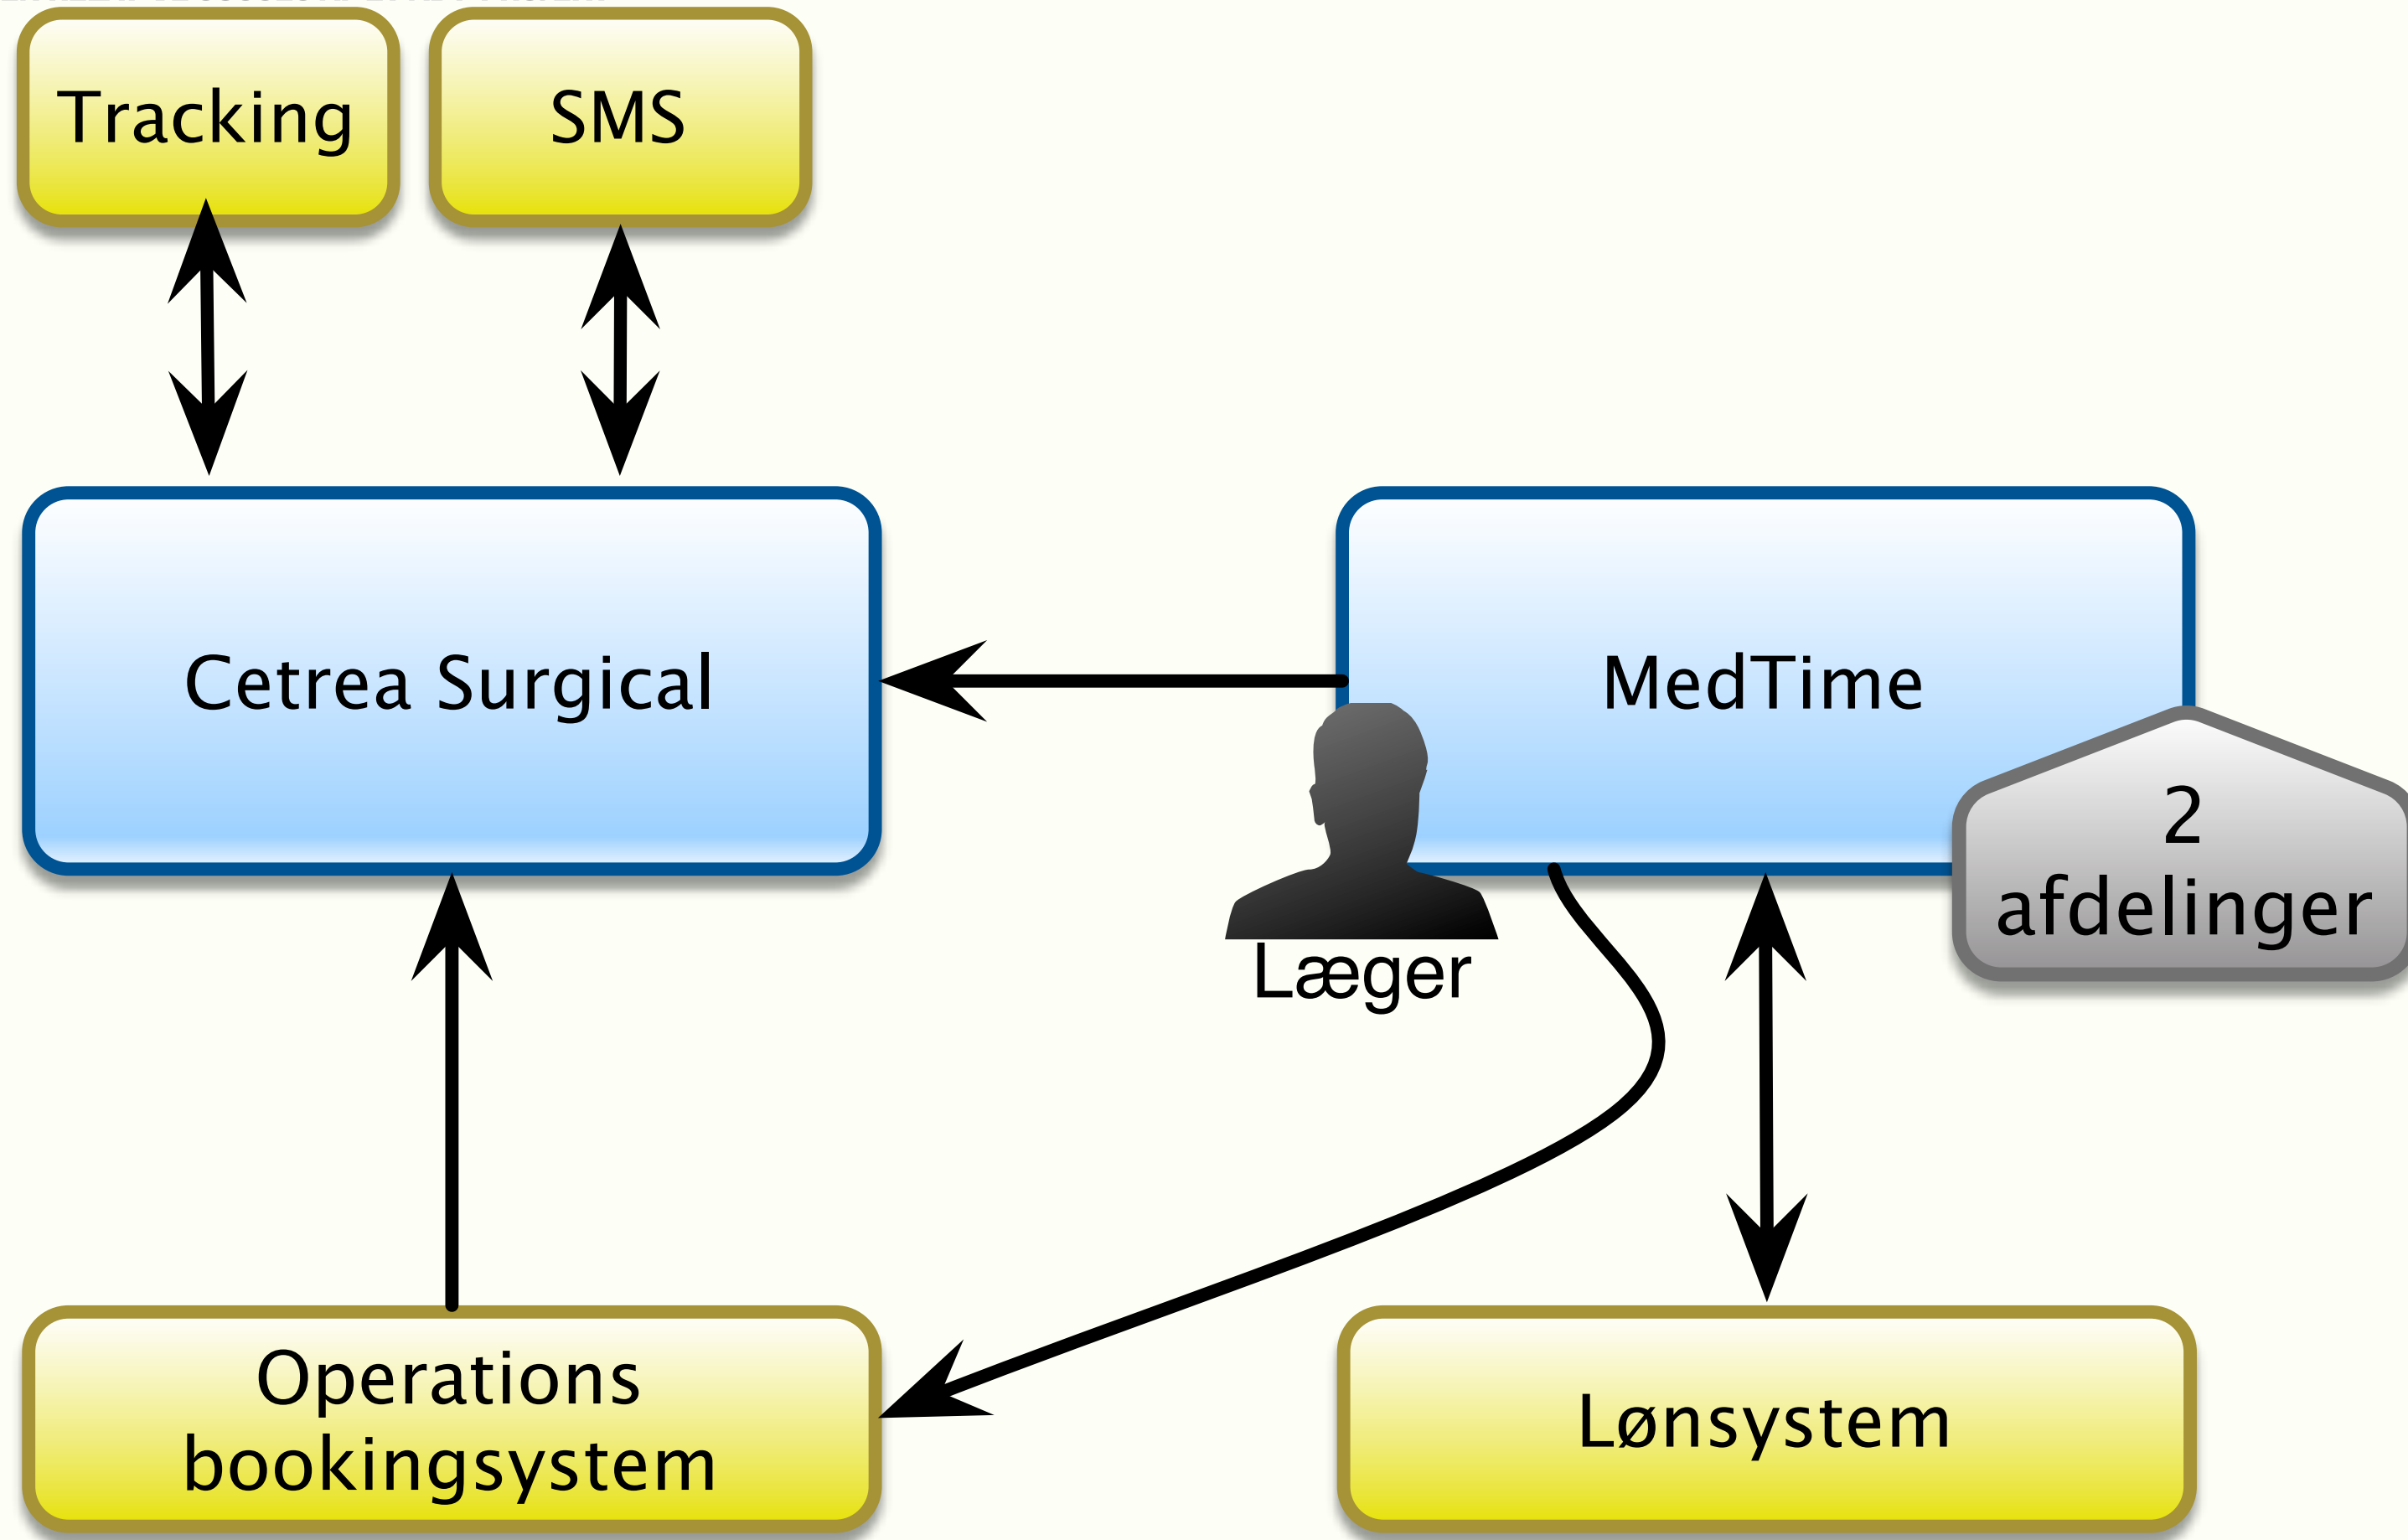 Tracking
SMS
Cetrea Surgical
MedTime
2
afdelinger
Læger
Operations
bookingsystem
Lønsystem